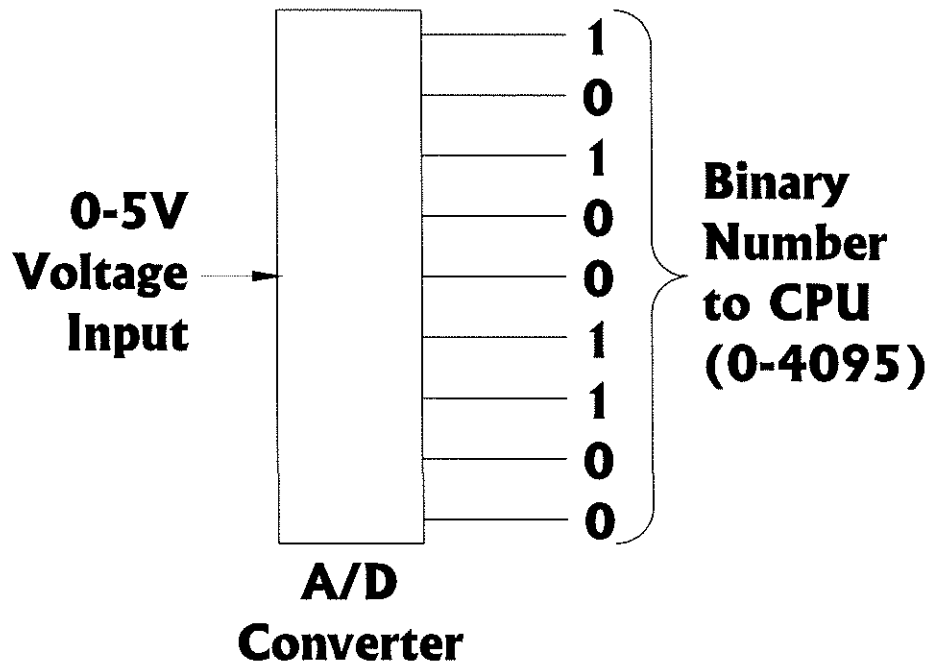 1
0
1
0
0
1
1
0
0
0-5V
Voltage
Input
Binary
Number
to CPU
(0-4095)
A/D
Converter